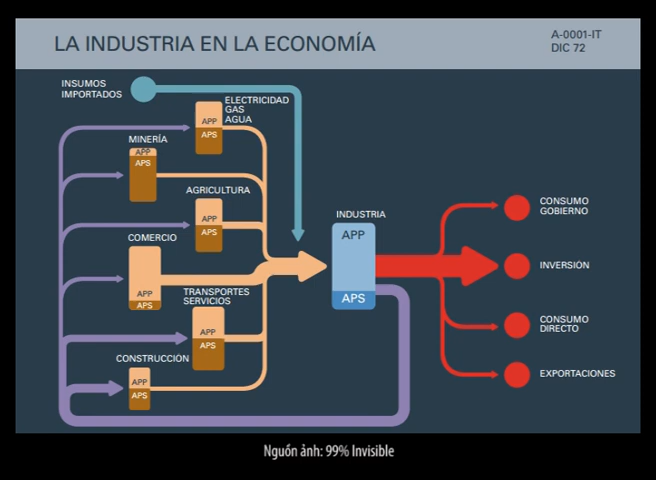 LA INDUSTRIA EN LA ECONOMÍA
A-0001-IT
DIC 72
INSUMOS
IMPORTADOS
ELECTRICIDAD
GAS
AGUA
APP
APS
MINERÍA
APP
APS
AGRICULTURA
APP
APS
COMERCIO
APP
APS
TRANSPORTES
SERVICIOS
APP
APS
CONSTRUCCIÓN
APP
APS
INDUSTRIA
APP
APS
CONSUMO
GOBIERNO
INVERSIÓN
CONSUMO
DIRECTO
EXPORTACIONES
Nguồn ảnh: 99% Invisible